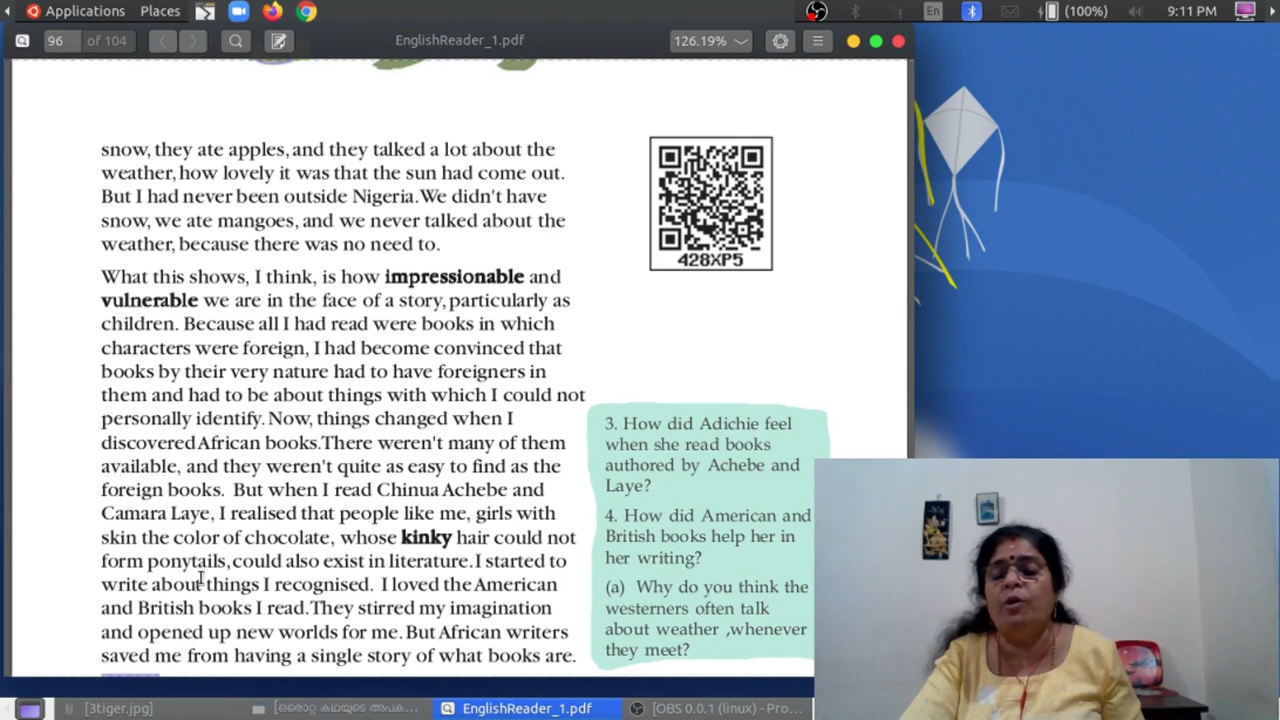 Applications Places En (100%) 9:11 PM
96 of 104 EnglishReader_1.pdf 126.19%
snow, they ate apples, and they talked a lot about the
weather, how lovely it was that the sun had come out.
But I had never been outside Nigeria. We didn't have
snow, we ate mangoes, and we never talked about the
weather, because there was no need to.
What this shows, I think, is how impressionable and
vulnerable we are in the face of a story, particularly as
children. Because all I had read were books in which
characters were foreign, I had become convinced that
books by their very nature had to have foreigners in
them and had to be about things with which I could not
personally identify. Now, things changed when I
discovered African books. There weren't many of them
available, and they weren't quite as easy to find as the
foreign books. But when I read Chinua Achebe and
Camara Laye, I realised that people like me, girls with
skin the color of chocolate, whose kinky hair could not
form ponytails, could also exist in literature. I started to
write about things I recognised. I loved the American
and British books I read. They stirred my imagination
and opened up new worlds for me. But African writers
saved me from having a single story of what books are.
428XP5
3. How did Adichie feel
when she read books
authored by Achebe and
Laye?
4. How did American and
British books help her in
her writing?
(a) Why do you think the
westerners often talk
about weather ,whenever
they meet?
[3tiger.jpg] [ഒരൊറ്റ കഥയുടെ അപക... EnglishReader_1.pdf [OBS 0.0.1 (linux) - Pro...